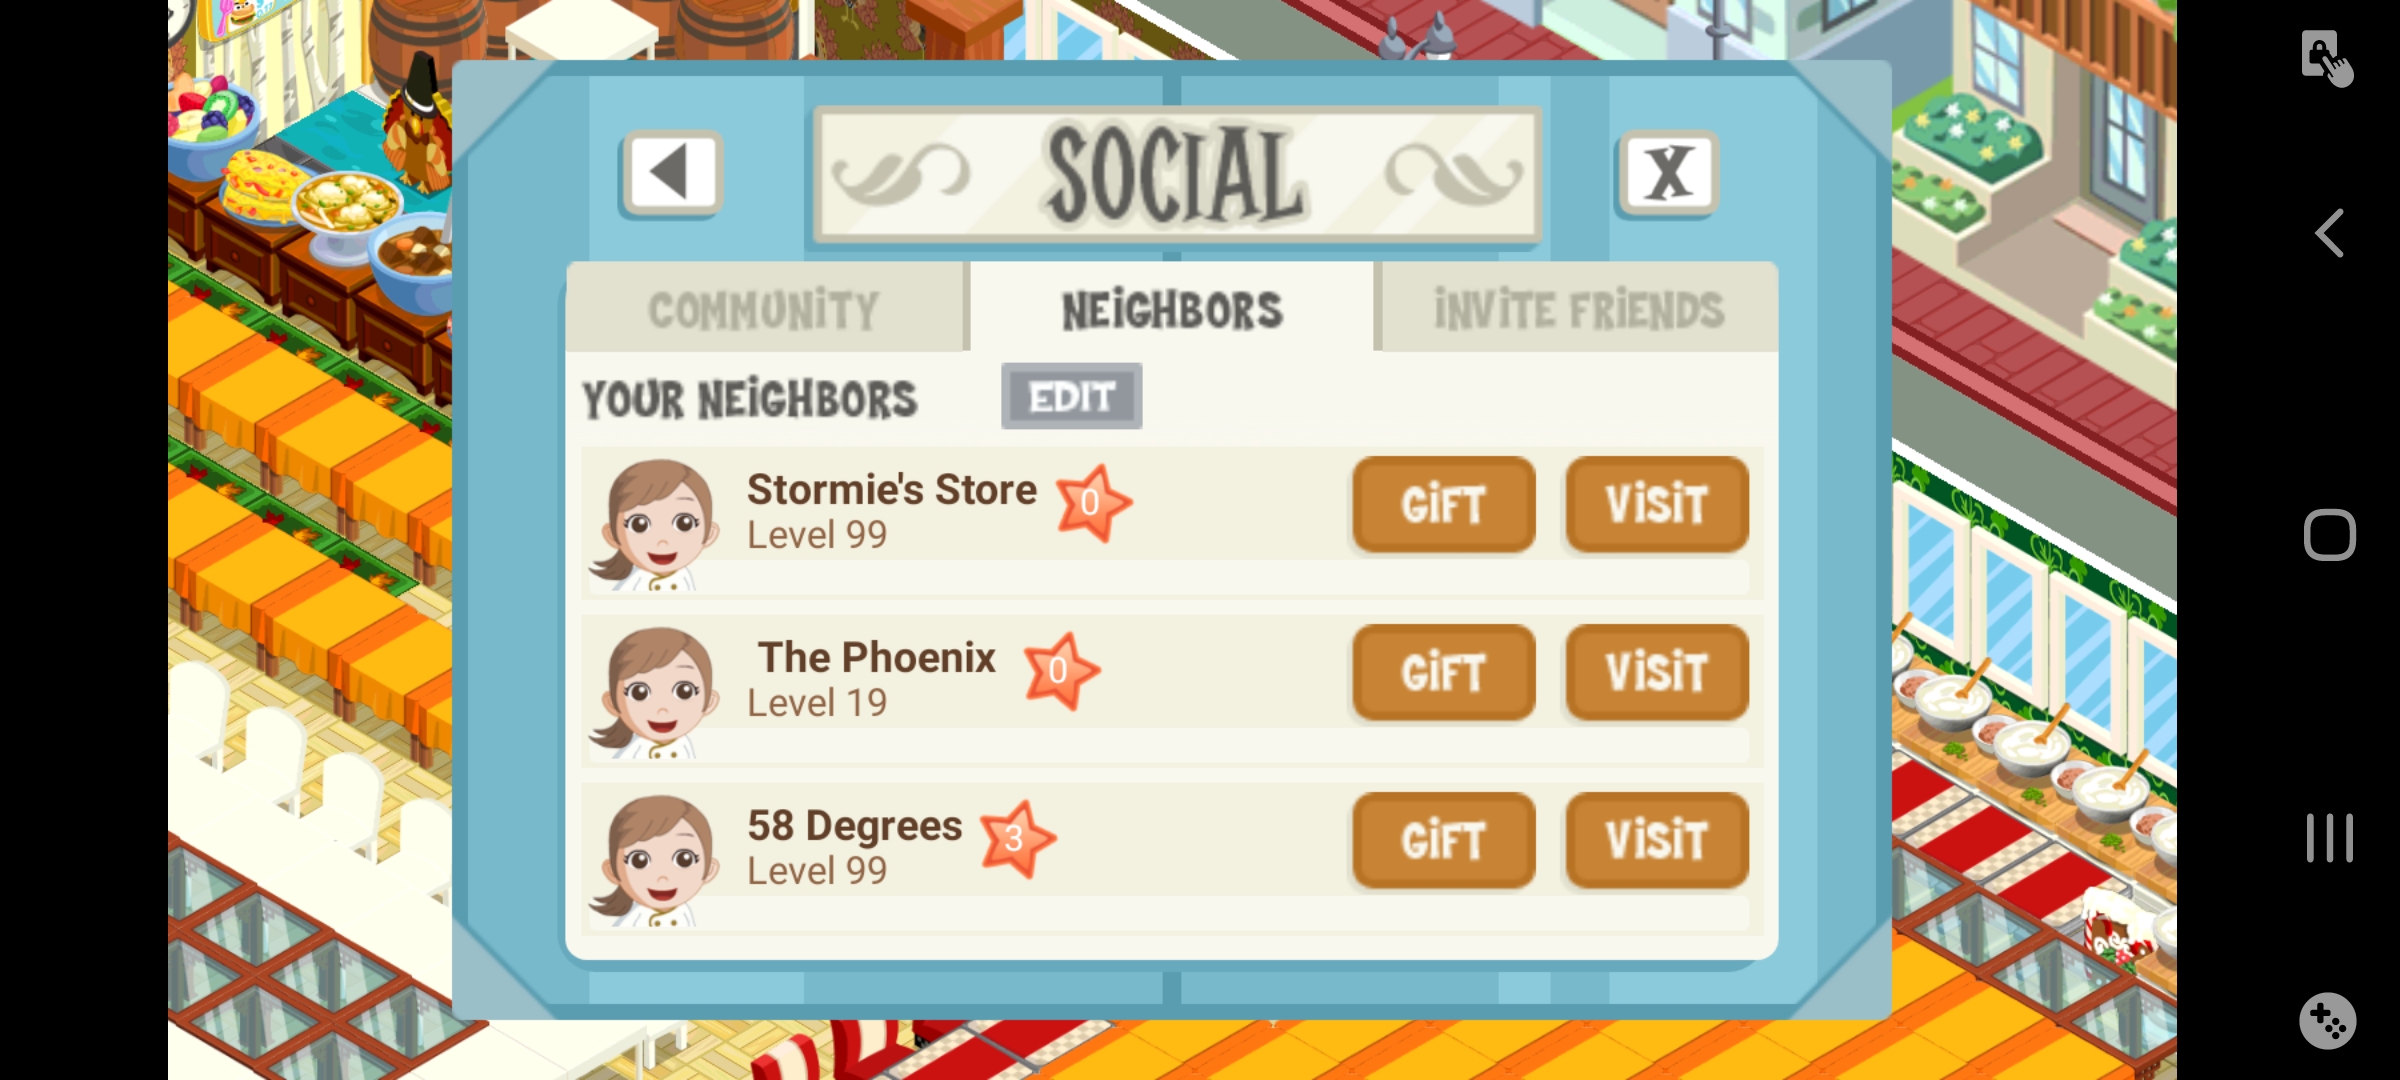 SOCIAL
X
COMMUNITY
NEIGHBORS
INVITE FRIENDS
YOUR NEIGHBORS
EDIT
Stormie's Store
0
Level 99
GIFT
VISIT
The Phoenix
0
Level 19
GIFT
VISIT
58 Degrees
3
Level 99
GIFT
VISIT